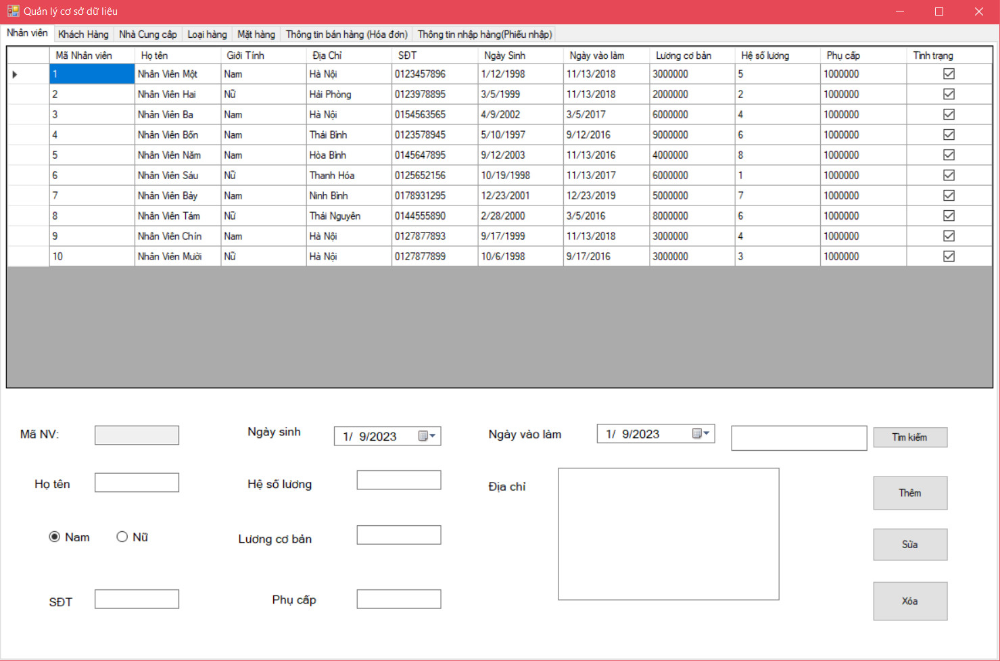 Quản lý cơ sở dữ liệu
Nhân viên Khách Hàng Nhà Cung cấp Loại hàng Mặt hàng Thông tin bán hàng (Hóa đơn) Thông tin nhập hàng(Phiếu nhập)
Mã Nhân viên Họ tên Giới Tính Địa Chỉ SĐT Ngày Sinh Ngày vào làm Lương cơ bản Hệ số lương Phụ cấp Tình trạng
1 Nhân Viên Một Nam Hà Nội 0123457896 1/12/1998 11/13/2018 3000000 5 1000000
2 Nhân Viên Hai Nữ Hải Phòng 0123978895 3/5/1999 11/13/2018 2000000 2 1000000
3 Nhân Viên Ba Nam Hà Nội 0154563565 4/9/2002 3/5/2017 6000000 4 1000000
4 Nhân Viên Bốn Nam Thái Bình 0123578945 5/10/1997 9/12/2016 9000000 6 1000000
5 Nhân Viên Năm Nam Hòa Bình 0145647895 9/12/2003 11/13/2016 4000000 8 1000000
6 Nhân Viên Sáu Nữ Thanh Hóa 0125652156 10/19/1998 11/13/2017 6000000 1 1000000
7 Nhân Viên Bảy Nam Ninh Bình 0178931295 12/23/2001 12/23/2019 5000000 7 1000000
8 Nhân Viên Tám Nữ Thái Nguyên 0144555890 2/28/2000 3/5/2016 8000000 6 1000000
9 Nhân Viên Chín Nam Hà Nội 0127877893 9/17/1999 11/13/2018 3000000 4 1000000
10 Nhân Viên Mười Nữ Hà Nội 0127877899 10/6/1998 9/17/2016 3000000 3 1000000
Mã NV: Ngày sinh 1/ 9/2023 Ngày vào làm 1/ 9/2023 Tìm kiếm
Họ tên Hệ số lương Địa chỉ Thêm
Nam Nữ Lương cơ bản Sửa
SĐT Phụ cấp Xóa